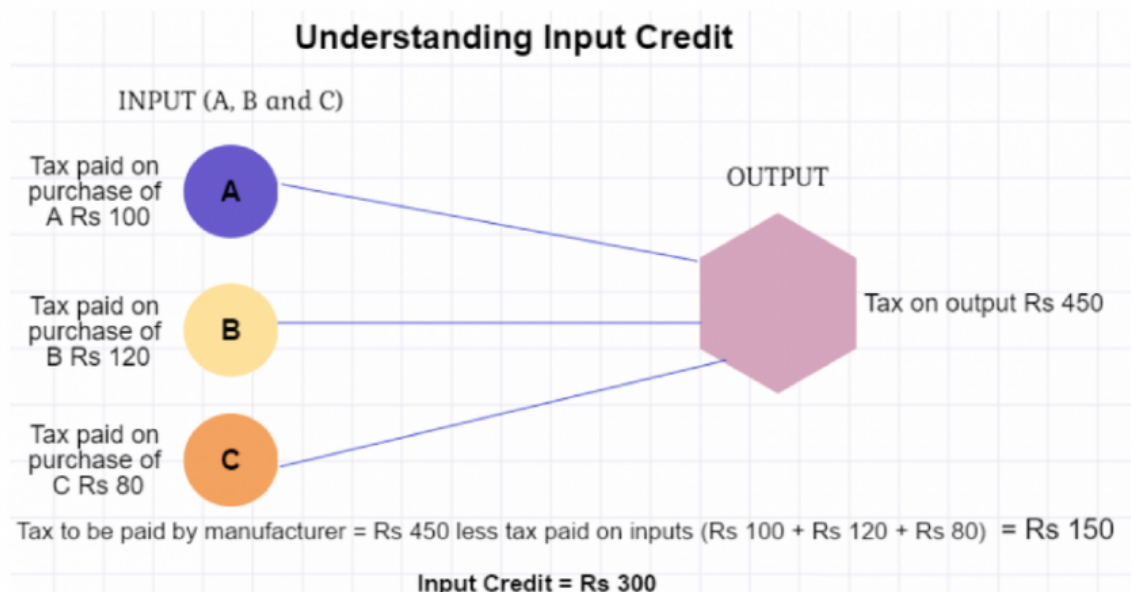 Understanding Input Credit
INPUT (A, B and C)
Tax paid on
purchase of
A Rs 100
A
OUTPUT
Tax paid on
purchase of
B Rs 120
B
Tax on output Rs 450
Tax paid on
purchase of
C Rs 80
C
Tax to be paid by manufacturer = Rs 450 less tax paid on inputs (Rs 100 + Rs 120 + Rs 80) = Rs 150
Input Credit = Rs 300